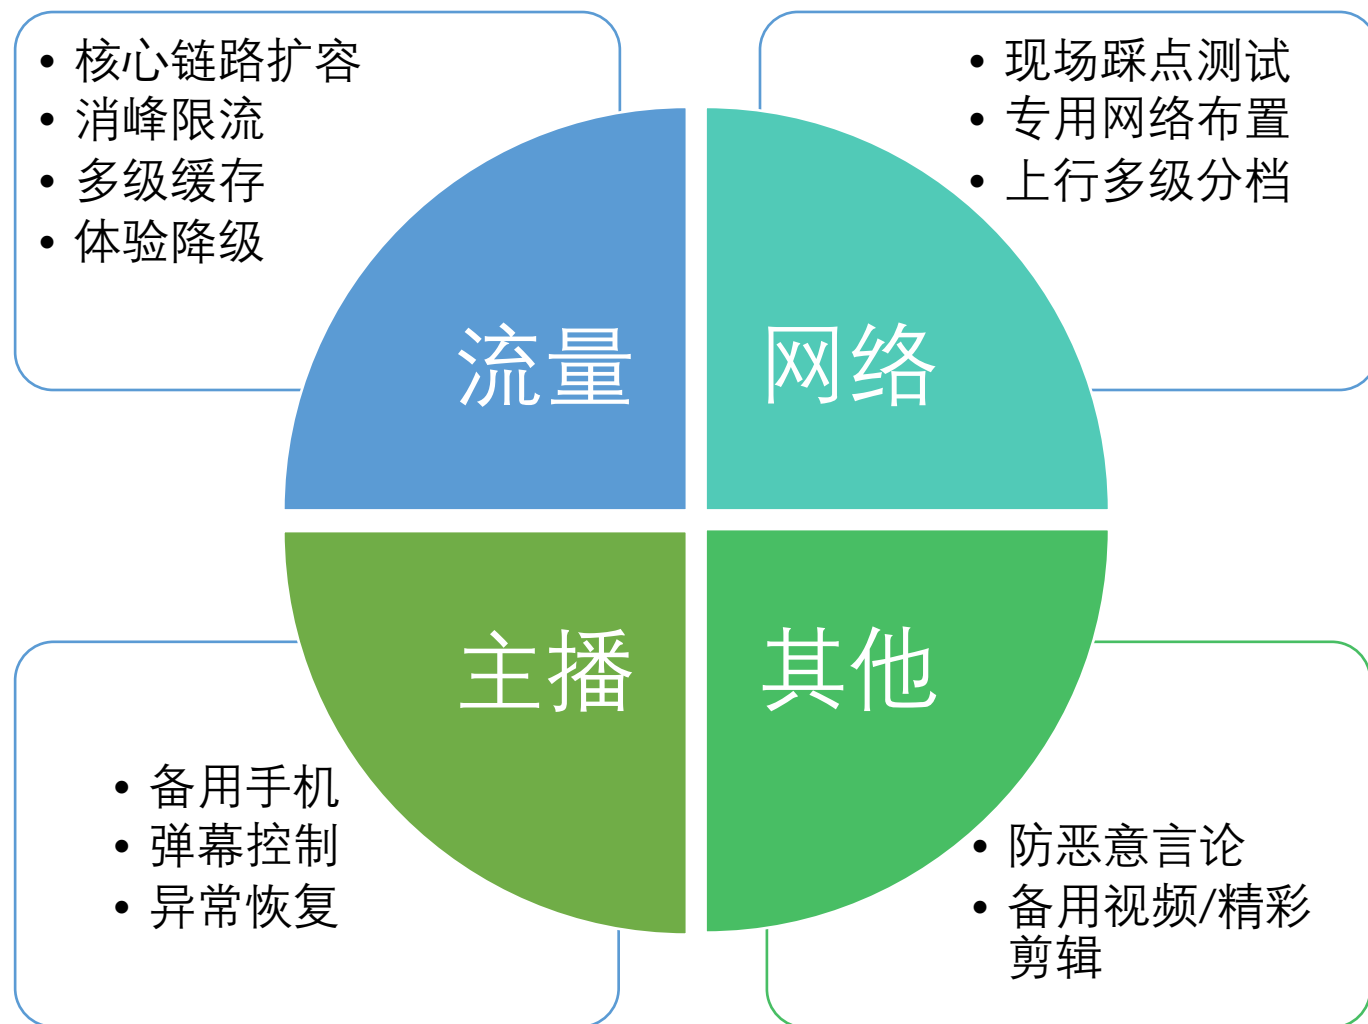 • 核心链路扩容
• 消峰限流
• 多级缓存
• 体验降级
• 现场踩点测试
• 专用网络布置
• 上行多级分档
流量
网络
主播
其他
• 备用手机
• 弹幕控制
• 异常恢复
• 防恶意言论
• 备用视频/精彩
剪辑